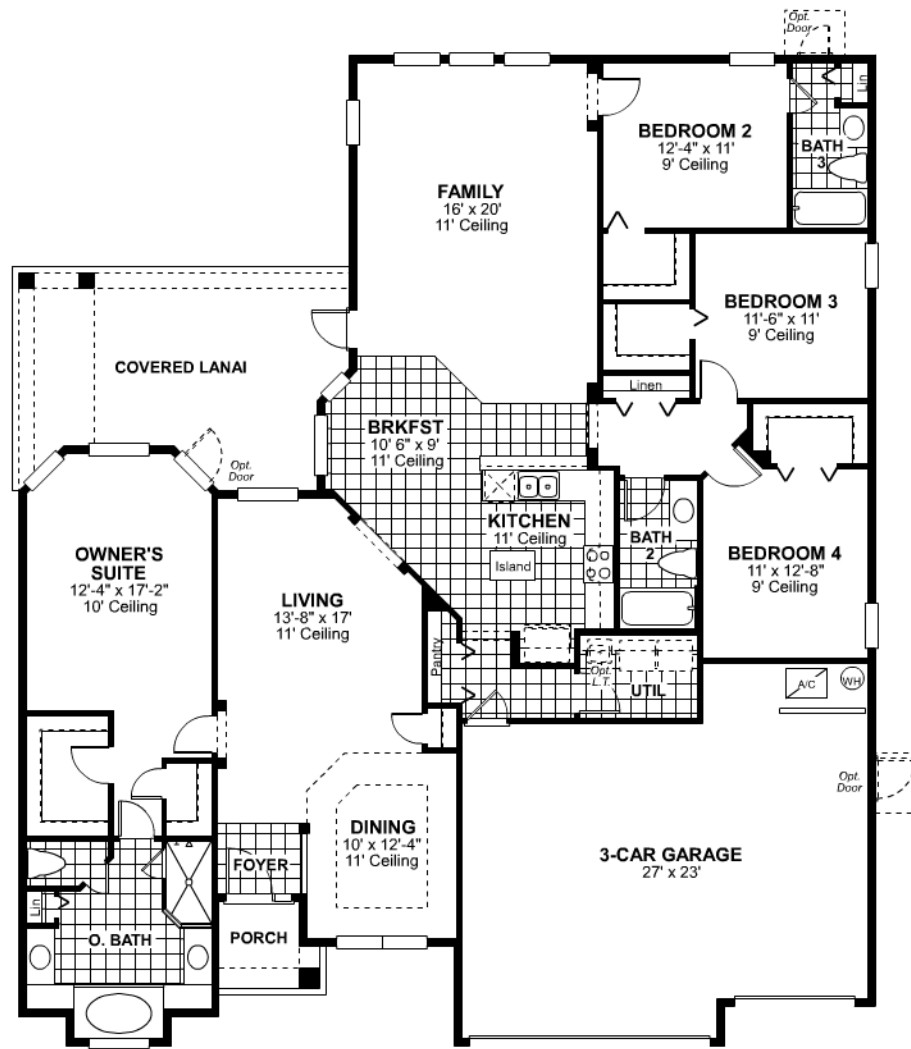 Opt.
Door
Lin
BEDROOM 2
12'-4" x 11'
9' Ceiling
BATH
3
FAMILY
16' x 20'
11' Ceiling
BEDROOM 3
11'-6" x 11'
9' Ceiling
COVERED LANAI
Linen
BRKFST
10' 6" x 9'
11' Ceiling
Opt.
Door
KITCHEN
11' Ceiling
Island
BATH
2
BEDROOM 4
11' x 12'-8"
9' Ceiling
OWNER'S
SUITE
12'-4" x 17'-2"
10' Ceiling
LIVING
13'-8" x 17'
11' Ceiling
Pantry
Opt.
L.T.
UTIL
A/C
WH
Opt.
Door
DINING
10' x 12'-4"
11' Ceiling
3-CAR GARAGE
27' x 23'
FOYER
Lin
O. BATH
PORCH